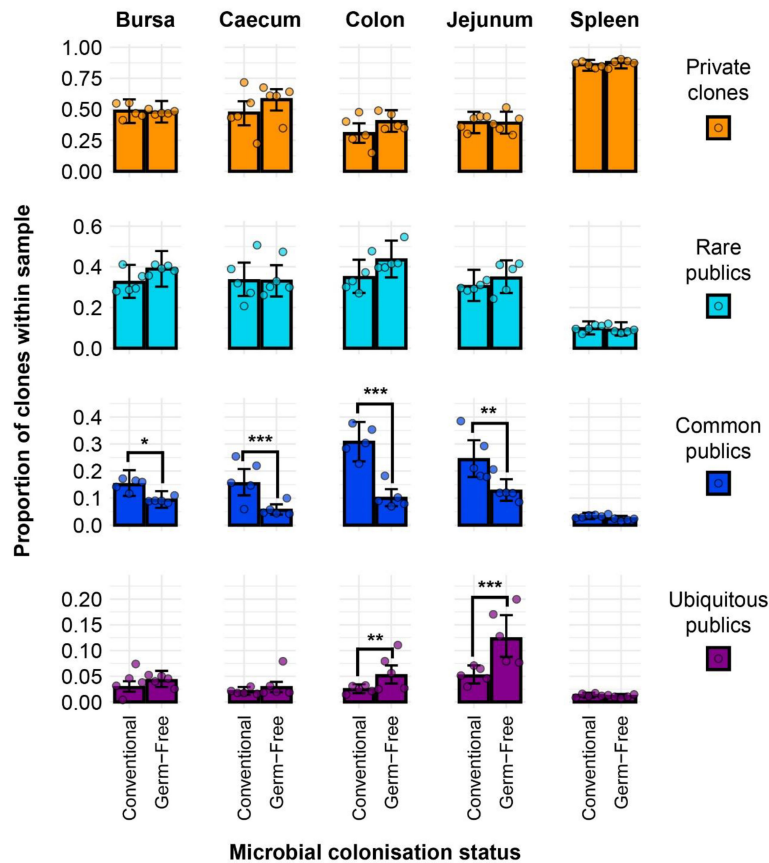 Bursa Caecum Colon Jejunum Spleen
1.00
0.75
0.50
0.25
0.00
Private
clones
0.6
0.4
0.2
0.0
Rare
publics
Proportion of clones within sample
* *** *** **
0.4
0.3
0.2
0.1
0.0
Common
publics
** ***
0.20
0.15
0.10
0.05
0.00
Ubiquitous
publics
Conventional
Germ-Free
Conventional
Germ-Free
Conventional
Germ-Free
Conventional
Germ-Free
Conventional
Germ-Free
Microbial colonisation status